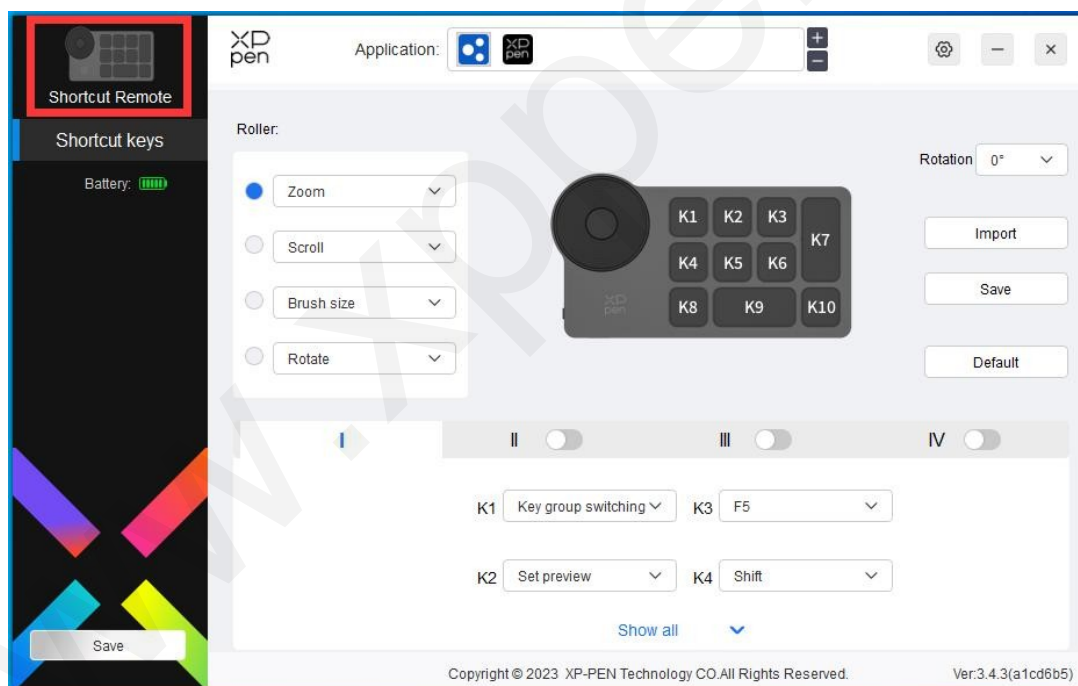 Shortcut Remote
Shortcut keys
Battery:
Save
XP
pen
Application:
XP
pen
+
−
Roller:
Zoom
Scroll
Brush size
Rotate
K1 K2 K3
K7
K4 K5 K6
XP
pen
K8 K9 K10
Rotation 0°
Import
Save
Default
I II III IV
K1 Key group switching K3 F5
K2 Set preview K4 Shift
Show all
Copyright © 2023 XP-PEN Technology CO.All Rights Reserved. Ver:3.4.3(a1cd6b5)